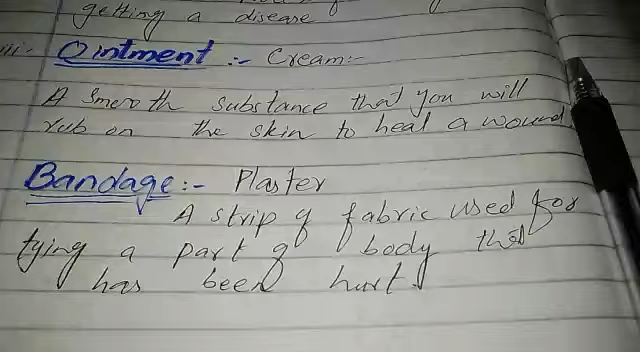 getting a disease
iii- Ointment :- Cream:-
A Smooth substance that you will
rub on the skin to heal a wound
Bandage:- Plaster
A strip of fabric used for
tying a part of body that
has been hurt.